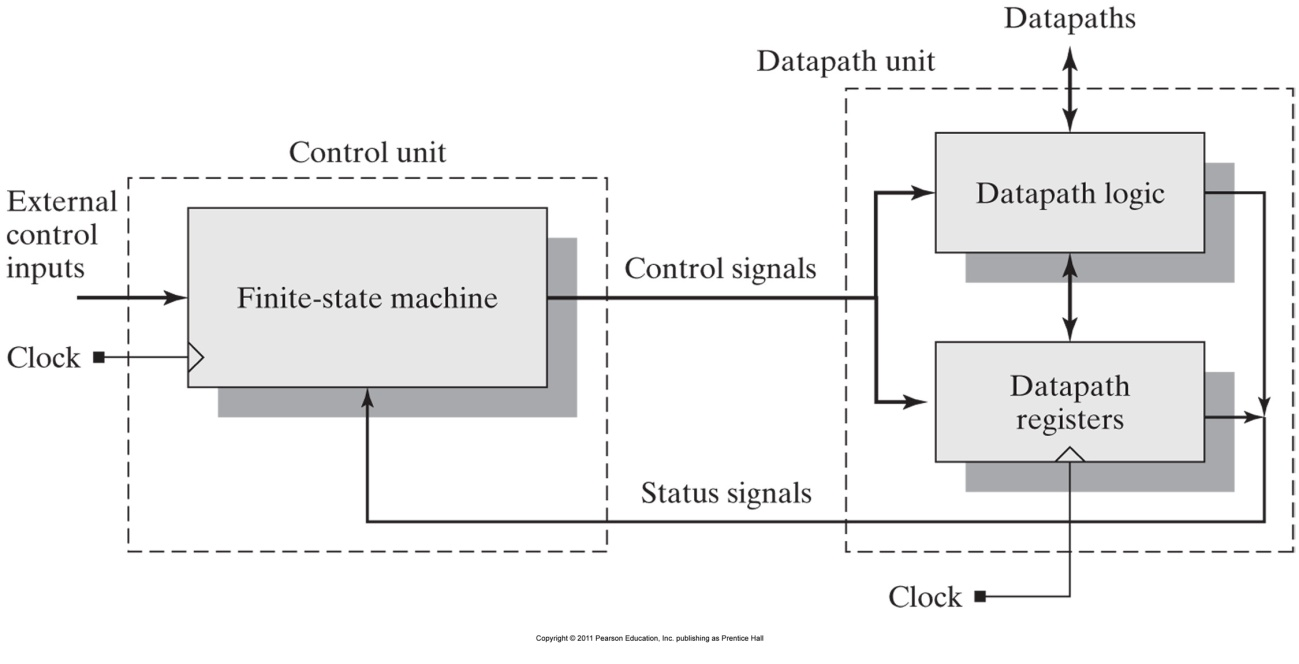 Datapaths
Datapath unit
Control unit
External
control
inputs
Datapath logic
Control signals
Finite-state machine
Clock
Datapath
registers
Status signals
Clock
Copyright © 2011 Pearson Education, Inc. publishing as Prentice Hall